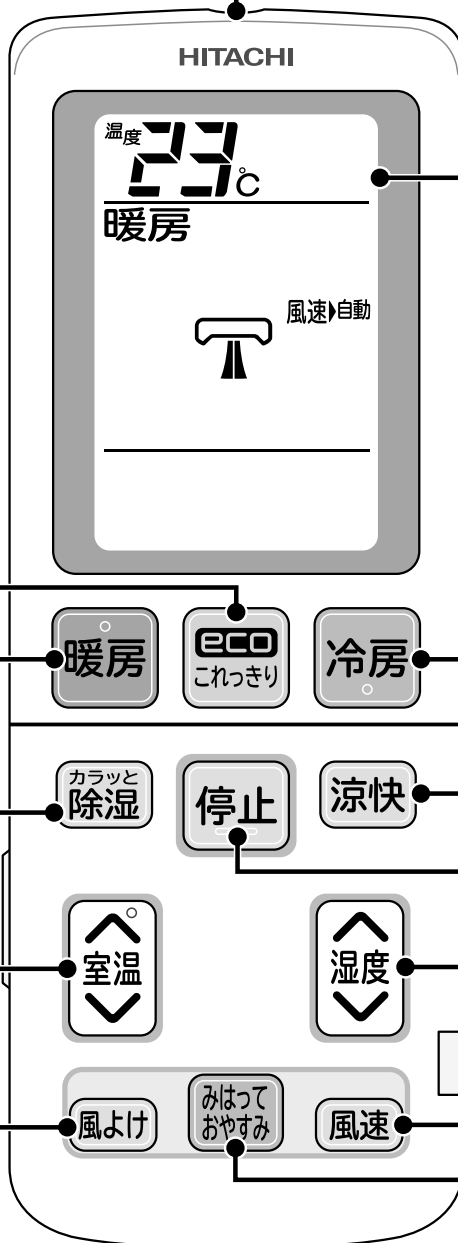 HITACHI
温度23℃
暖房
風速▶自動
暖房
eco
これっきり
冷房
カラッと
除湿
停止
涼快
室温
湿度
風よけ
みはって
おやすみ
風速